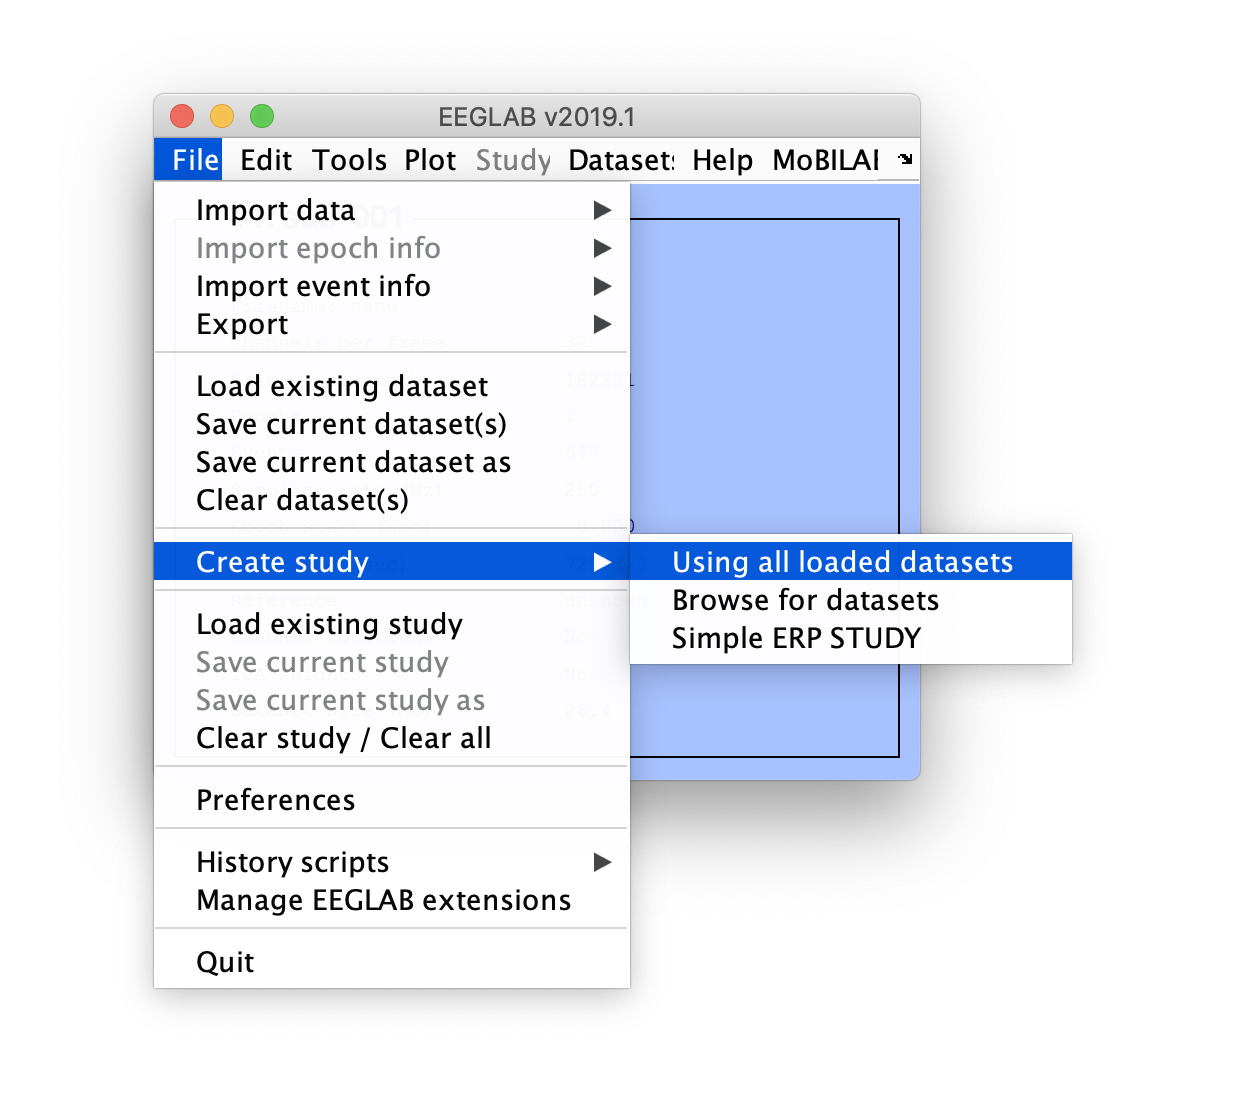 EEGLAB v2019.1
File Edit Tools Plot Study Datasets Help MoBILAB
Import data
Import epoch info
Import event info
Export
Load existing dataset
Save current dataset(s)
Save current dataset as
Clear dataset(s)
Create study
Using all loaded datasets
Browse for datasets
Simple ERP STUDY
Load existing study
Save current study
Save current study as
Clear study / Clear all
Preferences
History scripts
Manage EEGLAB extensions
Quit